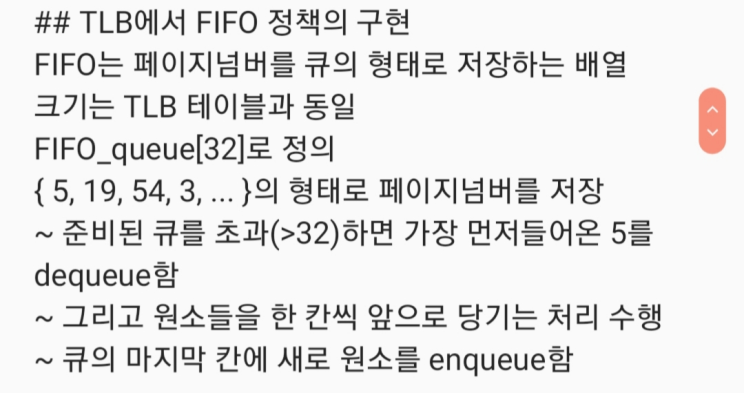 ## TLB에서 FIFO 정책의 구현
FIFO는 페이지넘버를 큐의 형태로 저장하는 배열
크기는 TLB 테이블과 동일
FIFO_queue[32]로 정의
{ 5, 19, 54, 3, ... }의 형태로 페이지넘버를 저장
~ 준비된 큐를 초과(>32)하면 가장 먼저들어온 5를
dequeue함
~ 그리고 원소들을 한 칸씩 앞으로 당기는 처리 수행
~ 큐의 마지막 칸에 새로 원소를 enqueue함